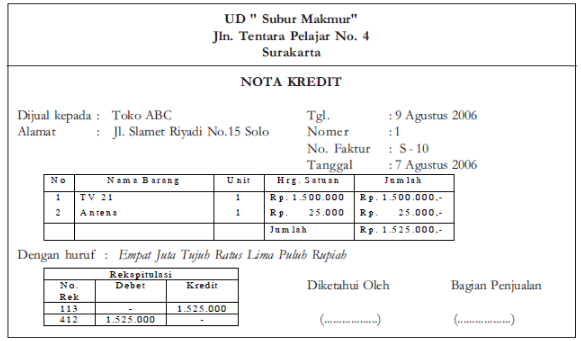 UD " Subur Makmur"
Jln. Tentara Pelajar No. 4
Surakarta
NOTA KREDIT
Dijual kepada : Toko ABC Tgl. : 9 Agustus 2006
Alamat : Jl. Slamet Riyadi No.15 Solo Nomer : 1
No. Faktur : S - 10
Tanggal : 7 Agustus 2006
No Nama Barang Unit Hrg. Satuan Jumlah
1 TV 21 1 Rp. 1.500.000 Rp. 1.500.000,-
2 Antena 1 Rp. 25.000 Rp. 25.000,-
Jumlah Rp. 1.525.000,-
Dengan huruf : Empat Juta Tujuh Ratus Lima Puluh Rupiah
Rekapitulasi
No. Rek Debet Kredit Diketahui Oleh Bagian Penjualan
113 - 1.525.000
412 1.525.000 - (..................) (..................)